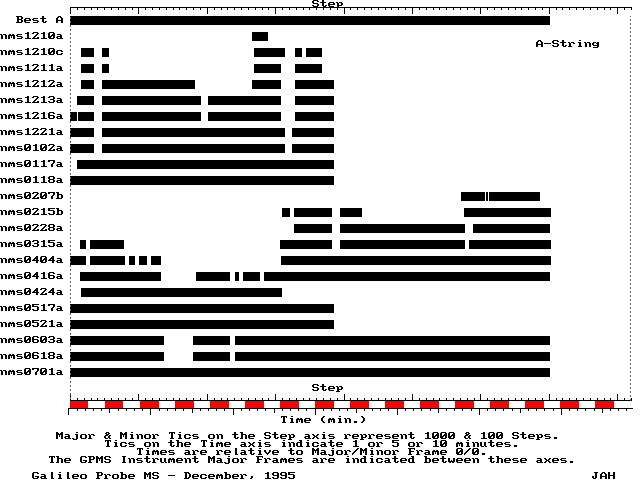 Step
Best A
nms1210a
nms1210c
A-String
nms1211a
nms1212a
nms1213a
nms1216a
nms1221a
nms0102a
nms0117a
nms0118a
nms0207b
nms0215b
nms0228a
nms0315a
nms0404a
nms0416a
nms0424a
nms0517a
nms0521a
nms0603a
nms0618a
nms0701a
Step
Time (min.)
Major & Minor Tics on the Step axis represent 1000 & 100 Steps.
Tics on the Time axis indicate 1 or 5 or 10 minutes.
Times are relative to Major/Minor Frame 0/0.
The GPMS Instrument Major Frames are indicated between these axes.
Galileo Probe MS - December, 1995 JAH